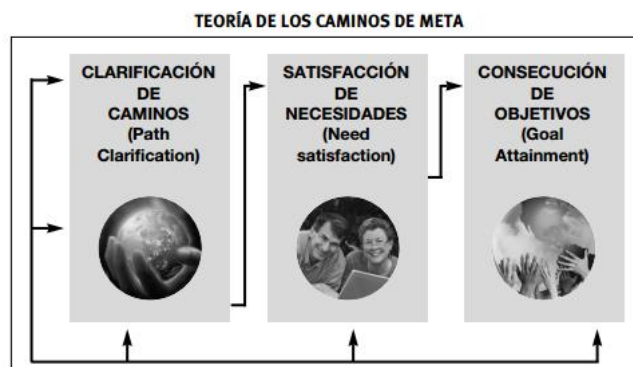 TEORÍA DE LOS CAMINOS DE META
CLARIFICACIÓN
DE
CAMINOS
(Path
Clarification)
SATISFACCIÓN
DE
NECESIDADES
(Need
satisfaction)
CONSECUCIÓN
DE
OBJETIVOS
(Goal
Attainment)